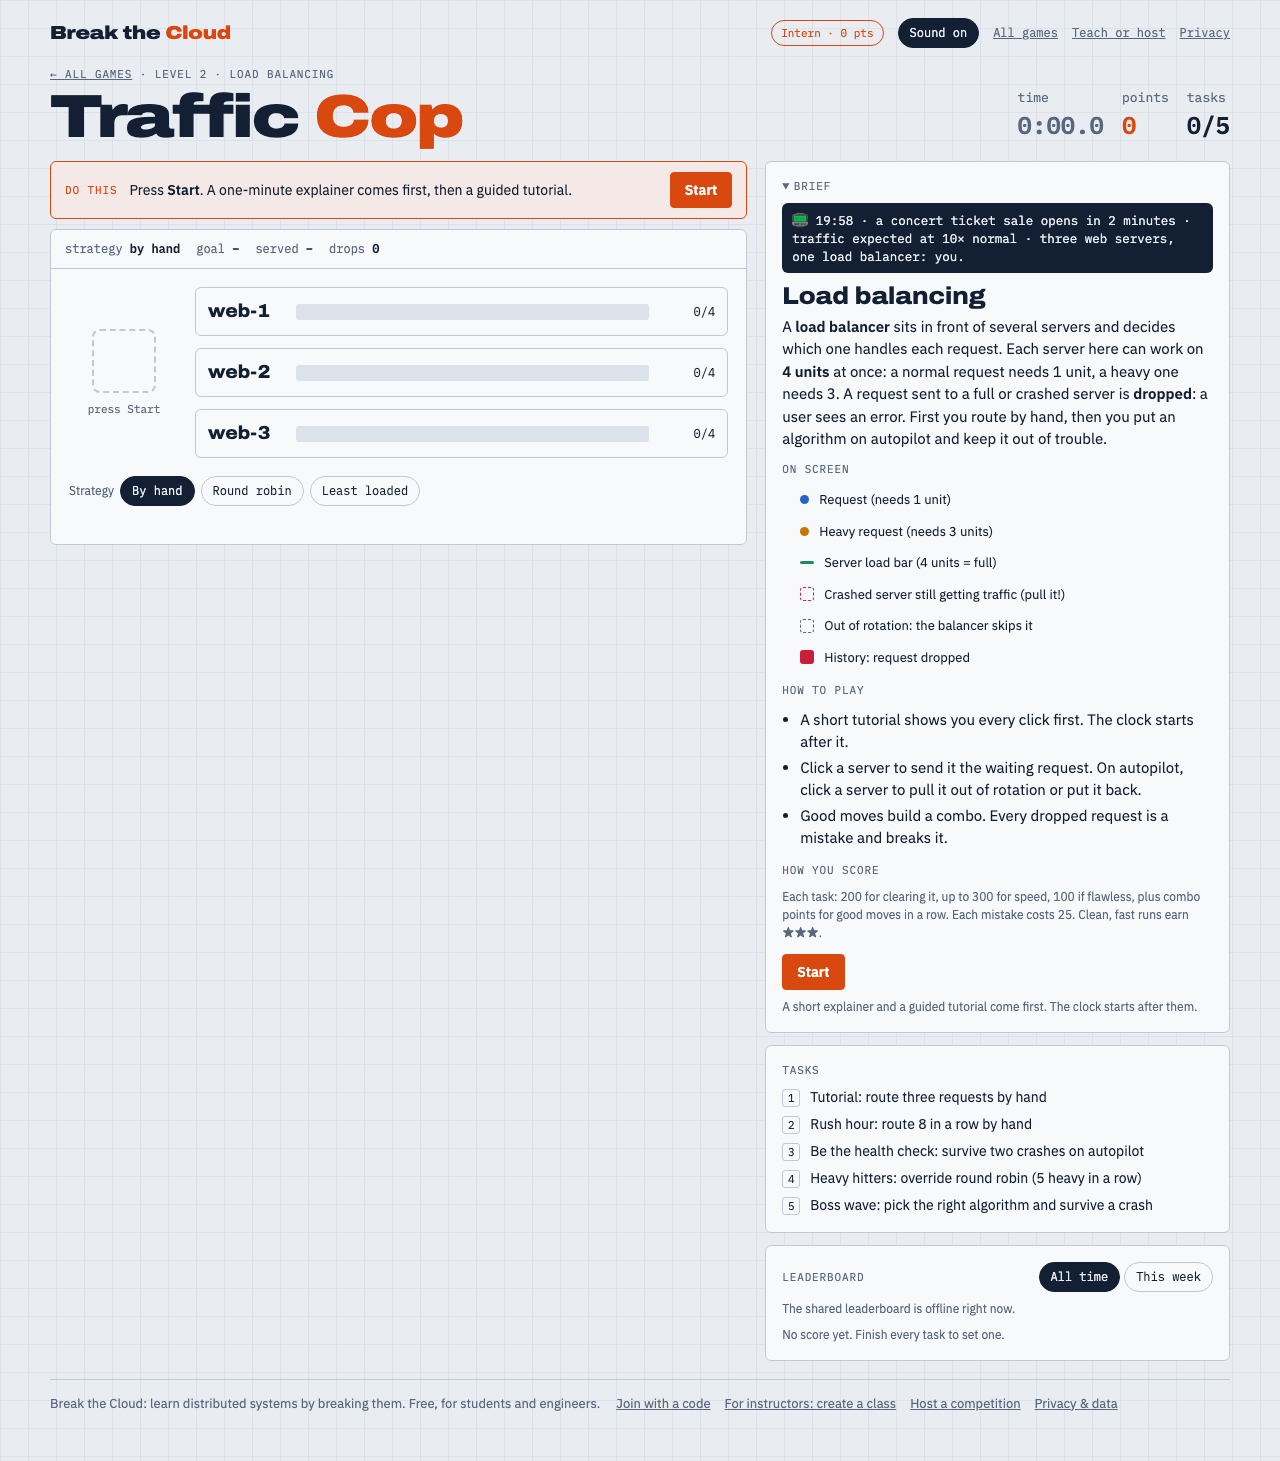 Break the Cloud
Intern · 0 pts
Sound on
All games
Teach or host
Privacy
← ALL GAMES · LEVEL 2 · LOAD BALANCING
Traffic Cop
time
points
tasks
0:00.0
0
0/5
DO THIS Press Start. A one-minute explainer comes first, then a guided tutorial.
Start
strategy by hand goal – served – drops 0
press Start
web-1
0/4
web-2
0/4
web-3
0/4
Strategy
By hand
Round robin
Least loaded
▼ BRIEF
19:58 · a concert ticket sale opens in 2 minutes ·
traffic expected at 10× normal · three web servers,
one load balancer: you.
Load balancing
A load balancer sits in front of several servers and decides
which one handles each request. Each server here can work on
4 units at once: a normal request needs 1 unit, a heavy one
needs 3. A request sent to a full or crashed server is dropped: a
user sees an error. First you route by hand, then you put an
algorithm on autopilot and keep it out of trouble.
ON SCREEN
Request (needs 1 unit)
Heavy request (needs 3 units)
Server load bar (4 units = full)
Crashed server still getting traffic (pull it!)
Out of rotation: the balancer skips it
History: request dropped
HOW TO PLAY
• A short tutorial shows you every click first. The clock starts
after it.
• Click a server to send it the waiting request. On autopilot,
click a server to pull it out of rotation or put it back.
• Good moves build a combo. Every dropped request is a
mistake and breaks it.
HOW YOU SCORE
Each task: 200 for clearing it, up to 300 for speed, 100 if flawless, plus combo
points for good moves in a row. Each mistake costs 25. Clean, fast runs earn
★★★.
Start
A short explainer and a guided tutorial come first. The clock starts after them.
TASKS
1 Tutorial: route three requests by hand
2 Rush hour: route 8 in a row by hand
3 Be the health check: survive two crashes on autopilot
4 Heavy hitters: override round robin (5 heavy in a row)
5 Boss wave: pick the right algorithm and survive a crash
LEADERBOARD
All time
This week
The shared leaderboard is offline right now.
No score yet. Finish every task to set one.
Break the Cloud: learn distributed systems by breaking them. Free, for students and engineers.
Join with a code
For instructors: create a class
Host a competition
Privacy & data